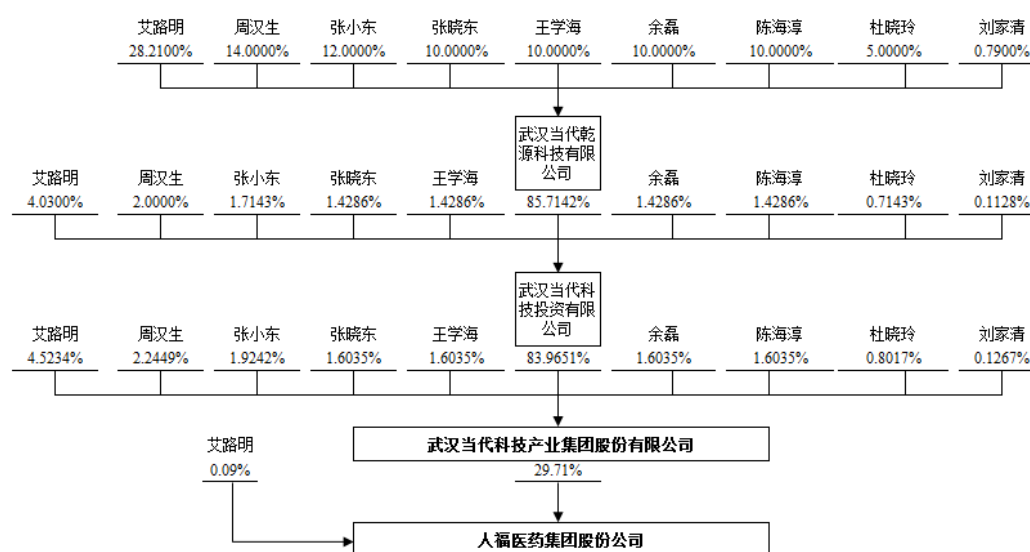 艾路明 周汉生 张小东 张晓东 王学海 余磊 陈海淳 杜晓玲 刘家清
28.2100% 14.0000% 12.0000% 10.0000% 10.0000% 10.0000% 10.0000% 5.0000% 0.7900%
武汉当代乾
源科技有限
公司
艾路明 周汉生 张小东 张晓东 王学海 余磊 陈海淳 杜晓玲 刘家清
4.0300% 2.0000% 1.7143% 1.4286% 1.4286% 85.7142% 1.4286% 1.4286% 0.7143% 0.1128%
武汉当代科
技投资有限
公司
艾路明 周汉生 张小东 张晓东 王学海 余磊 陈海淳 杜晓玲 刘家清
4.5234% 2.2449% 1.9242% 1.6035% 1.6035% 83.9651% 1.6035% 1.6035% 0.8017% 0.1267%
武汉当代科技产业集团股份有限公司
艾路明
0.09% 29.71%
人福医药集团股份公司